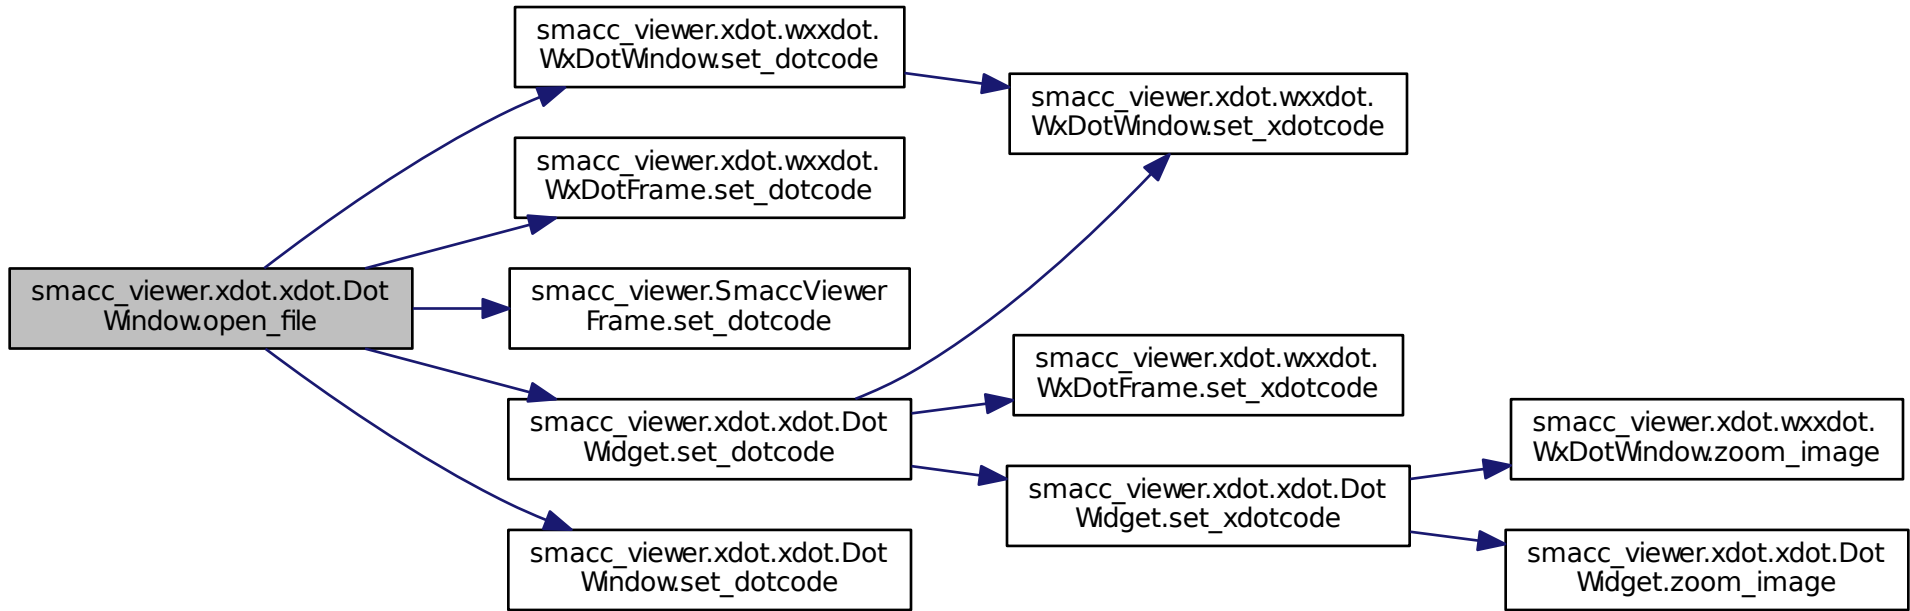 smacc_viewer.xdot.wxxdot.
WxDotWindow.set_dotcode
smacc_viewer.xdot.wxxdot.
WxDotWindow.set_xdotcode
smacc_viewer.xdot.wxxdot.
WxDotFrame.set_dotcode
smacc_viewer.xdot.xdot.Dot
Window.open_file
smacc_viewer.SmaccViewer
Frame.set_dotcode
smacc_viewer.xdot.wxxdot.
WxDotFrame.set_xdotcode
smacc_viewer.xdot.xdot.Dot
Widget.set_dotcode
smacc_viewer.xdot.wxxdot.
WxDotWindow.zoom_image
smacc_viewer.xdot.xdot.Dot
Widget.set_xdotcode
smacc_viewer.xdot.xdot.Dot
Window.set_dotcode
smacc_viewer.xdot.xdot.Dot
Widget.zoom_image